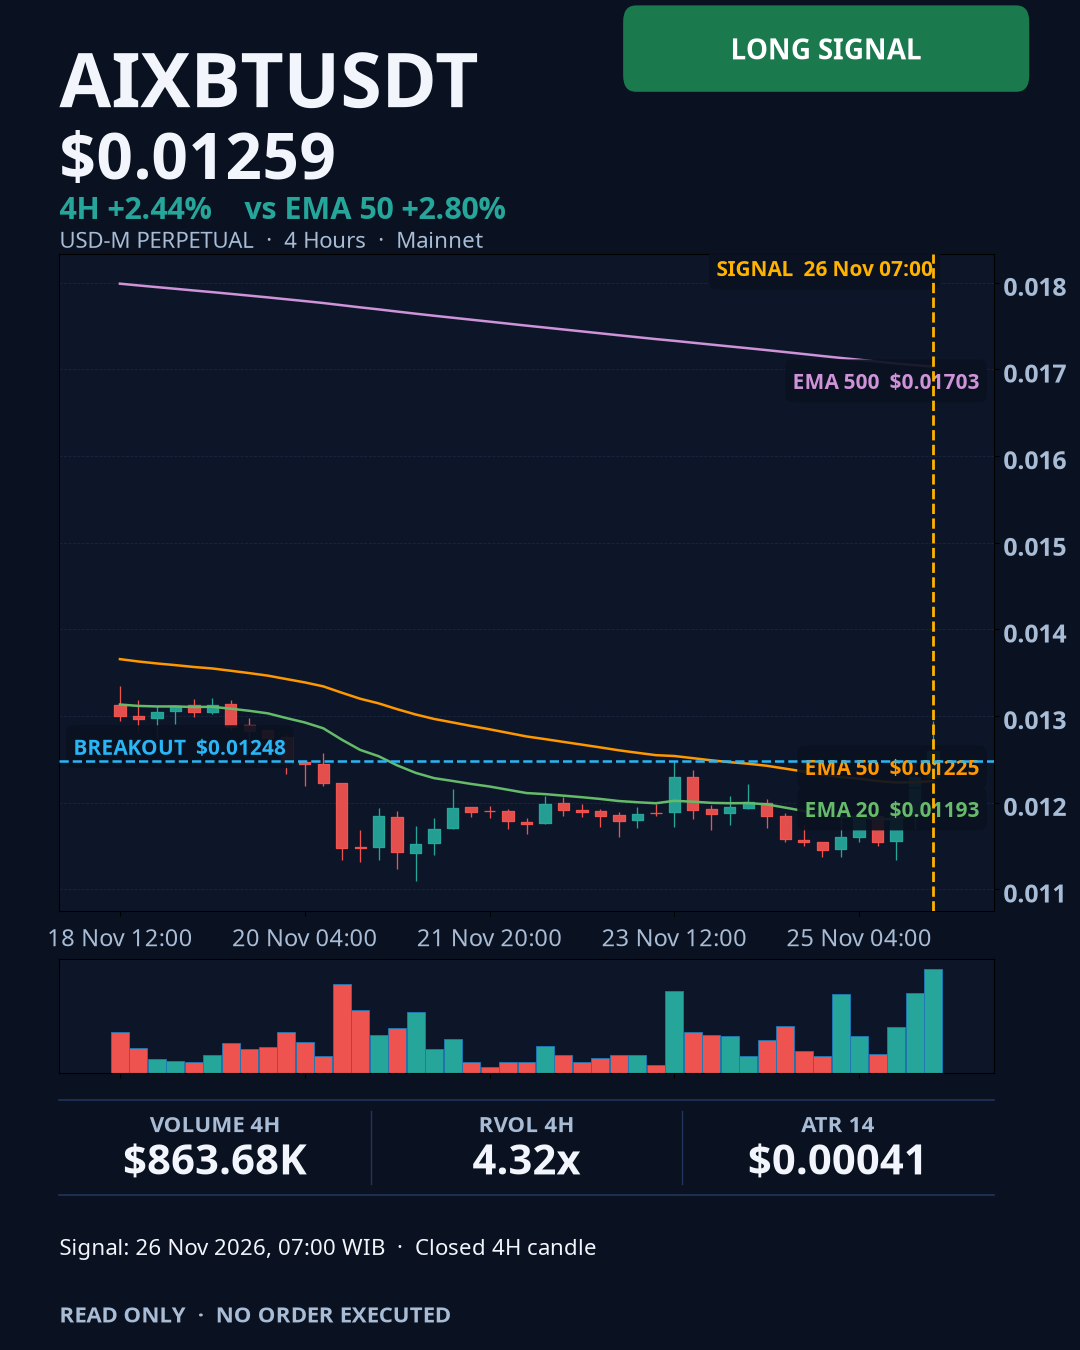 LONG SIGNAL
AIXBTUSDT
$0.01259
4H +2.44% vs EMA 50 +2.80%
USD-M PERPETUAL · 4 Hours · Mainnet
SIGNAL 26 Nov 07:00
0.018
EMA 500 $0.01703
0.017
0.016
0.015
0.014
0.013
BREAKOUT $0.01248
EMA 50 $0.01225
EMA 20 $0.01193
0.012
0.011
18 Nov 12:00 20 Nov 04:00 21 Nov 20:00 23 Nov 12:00 25 Nov 04:00
VOLUME 4H RVOL 4H ATR 14
$863.68K 4.32x $0.00041
Signal: 26 Nov 2026, 07:00 WIB · Closed 4H candle
READ ONLY · NO ORDER EXECUTED